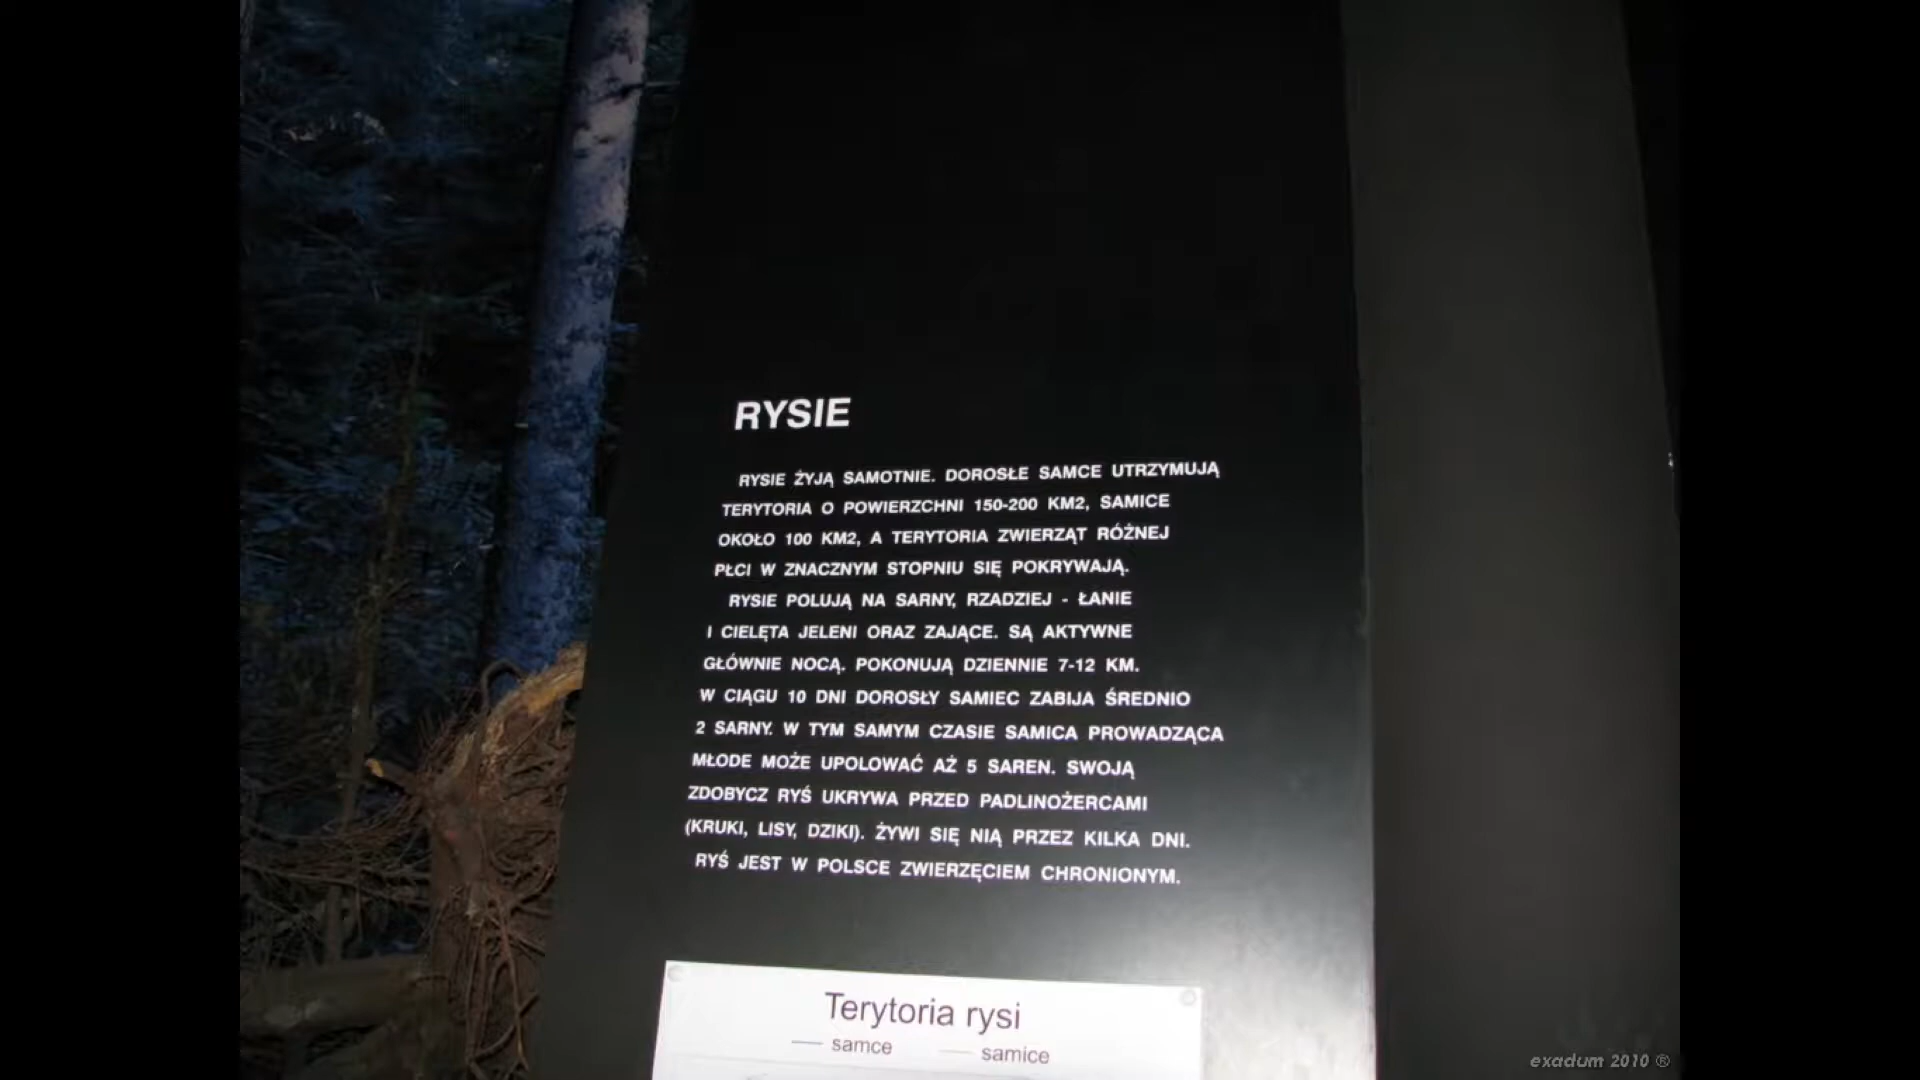 RYSIE
RYSIE ŻYJĄ SAMOTNIE. DOROSŁE SAMCE UTRZYMUJĄ
TERYTORIA O POWIERZCHNI 150-200 KM2, SAMICE
OKOŁO 100 KM2, A TERYTORIA ZWIERZĄT RÓŻNEJ
PŁCI W ZNACZNYM STOPNIU SIĘ POKRYWAJĄ.
RYSIE POLUJĄ NA SARNY, RZADZIEJ - ŁANIE
I CIELĘTA JELENI ORAZ ZAJĄCE. SĄ AKTYWNE
GŁÓWNIE NOCĄ. POKONUJĄ DZIENNIE 7-12 KM.
W CIĄGU 10 DNI DOROSŁY SAMIEC ZABIJA ŚREDNIO
2 SARNY. W TYM SAMYM CZASIE SAMICA PROWADZĄCA
MŁODE MOŻE UPOLOWAĆ AŻ 5 SAREN. SWOJĄ
ZDOBYCZ RYŚ UKRYWA PRZED PADLINOŻERCAMI
(KRUKI, LISY, DZIKI). ŻYWI SIĘ NIĄ PRZEZ KILKA DNI.
RYŚ JEST W POLSCE ZWIERZĘCIEM CHRONIONYM.
Terytoria rysi
samce samice
exadum 2010 ®